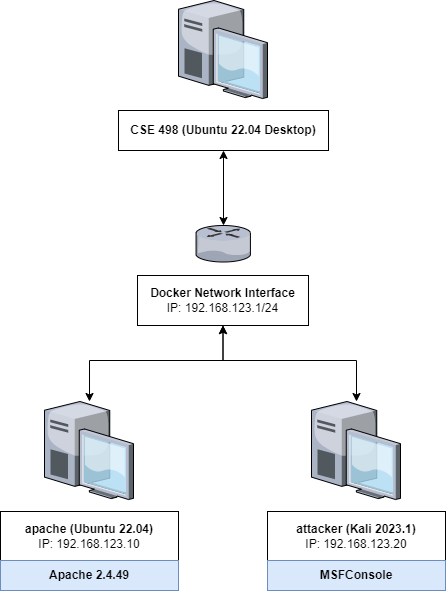 CSE 498 (Ubuntu 22.04 Desktop)
Docker Network Interface
IP: 192.168.123.1/24
apache (Ubuntu 22.04)
IP: 192.168.123.10
Apache 2.4.49
attacker (Kali 2023.1)
IP: 192.168.123.20
MSFConsole